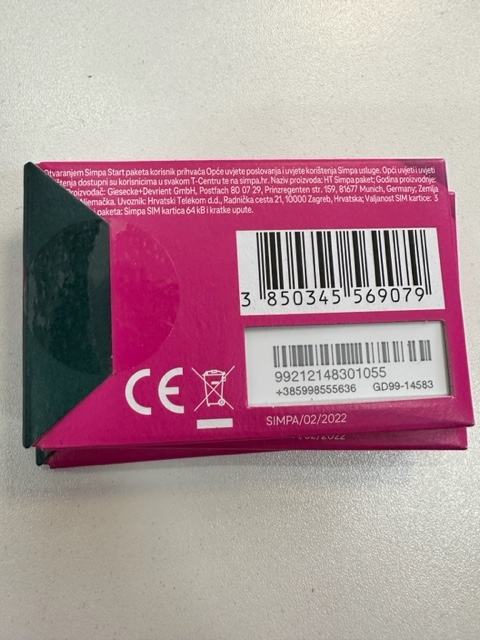 Otvaranjem Simpa Start paketa korisnik prihvaća Opće uvjete poslovanja i uvjete korištenja Simpa usluge. Opći uvjeti i uvjeti
dostupni su korisnicima u svakom T-Centru te na simpa.hr. Naziv proizvoda: HT Simpa paket; Godina proizvodnje:
Proizvođač: Giesecke+Devrient GmbH, Postfach 80 07 29, Prinzregenten str. 159, 81677 Munich, Germany; Zemlja
Njemačka. Uvoznik: Hrvatski Telekom d.d., Radnička cesta 21, 10000 Zagreb, Hrvatska; Valjanost SIM kartice: 3
paketa: Simpa SIM kartica 64 kB i kratke upute.
3 850345 569079
99212148301055
+385998555636 GD99-14583
CE
SIMPA/02/2022
/02/2022